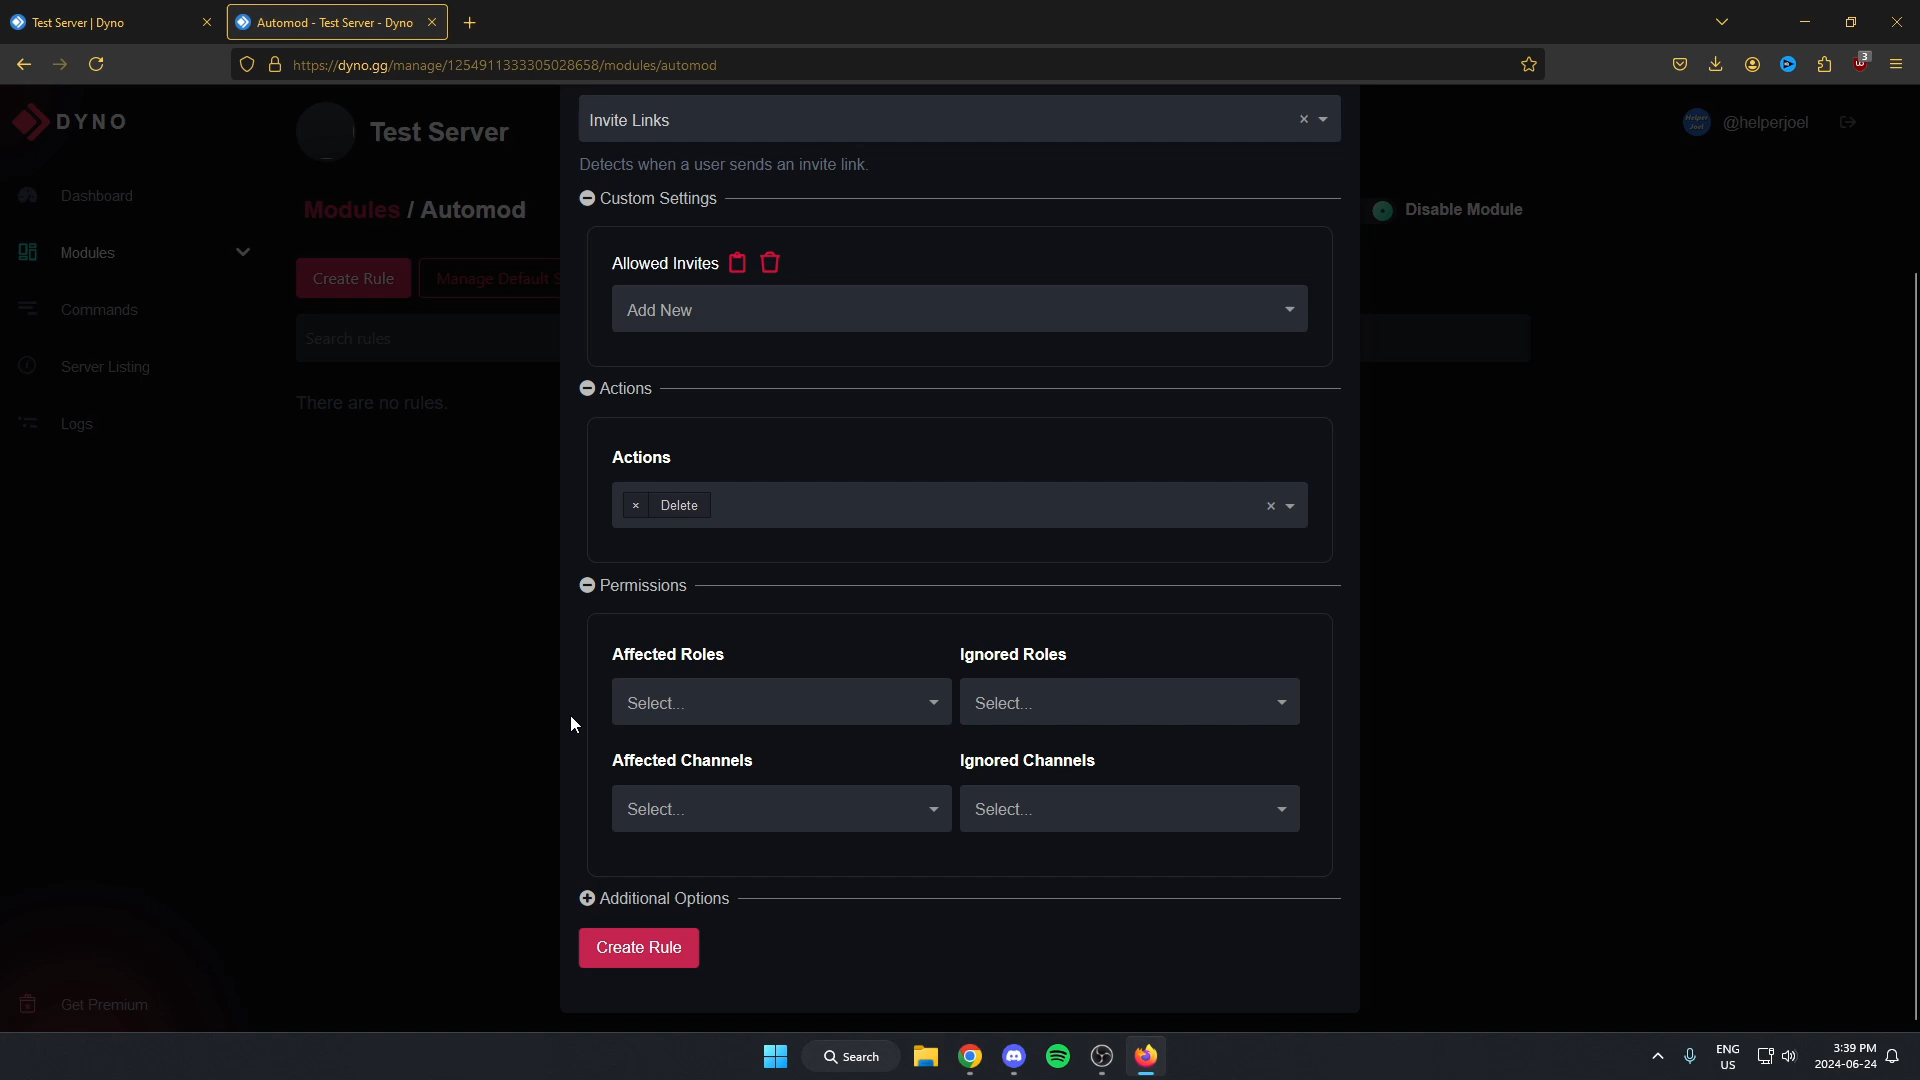 Test Server | Dyno
Automod - Test Server - Dyno
https://dyno.gg/manage/1254911333305028658/modules/automod
3
DYNO
Test Server
Helper
Joel
@helperjoel
Dashboard
Modules
Commands
Server Listing
Logs
Get Premium
Modules / Automod
Disable Module
Create Rule
Manage Default S
Search rules
There are no rules.
Invite Links
Detects when a user sends an invite link.
Custom Settings
Allowed Invites
Add New
Actions
Actions
Delete
Permissions
Affected Roles
Ignored Roles
Select...
Select...
Affected Channels
Ignored Channels
Select...
Select...
Additional Options
Create Rule
Search
ENG
US
3:39 PM
2024-06-24